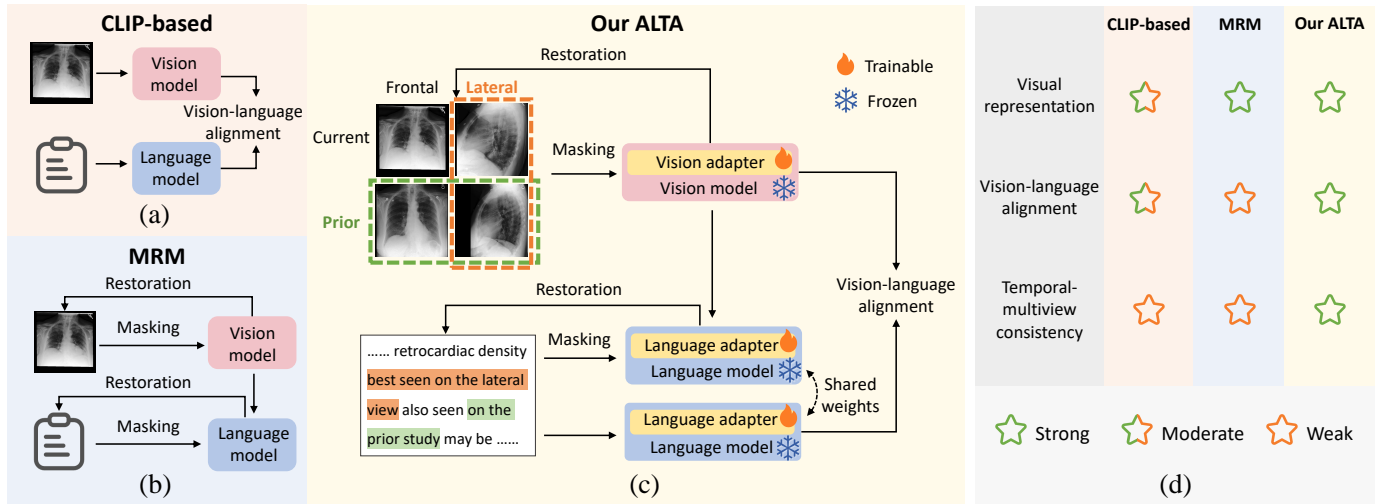 CLIP-based
Vision
model
Vision-language
alignment
Language
model
(a)
MRM
Restoration
Masking
Vision
model
Restoration
Masking
Language
model
(b)
Our ALTA
Restoration
Trainable
Frozen
Frontal
Lateral
Current
Prior
Masking
Vision adapter
Vision model
Vision-language
alignment
Restoration
...... retrocardiac density
best seen on the lateral
view also seen on the
prior study may be ......
Masking
Language adapter
Language model
Shared
weights
Language adapter
Language model
(c)
CLIP-based MRM Our ALTA
Visual
representation
Vision-language
alignment
Temporal-
multiview
consistency
Strong Moderate Weak
(d)